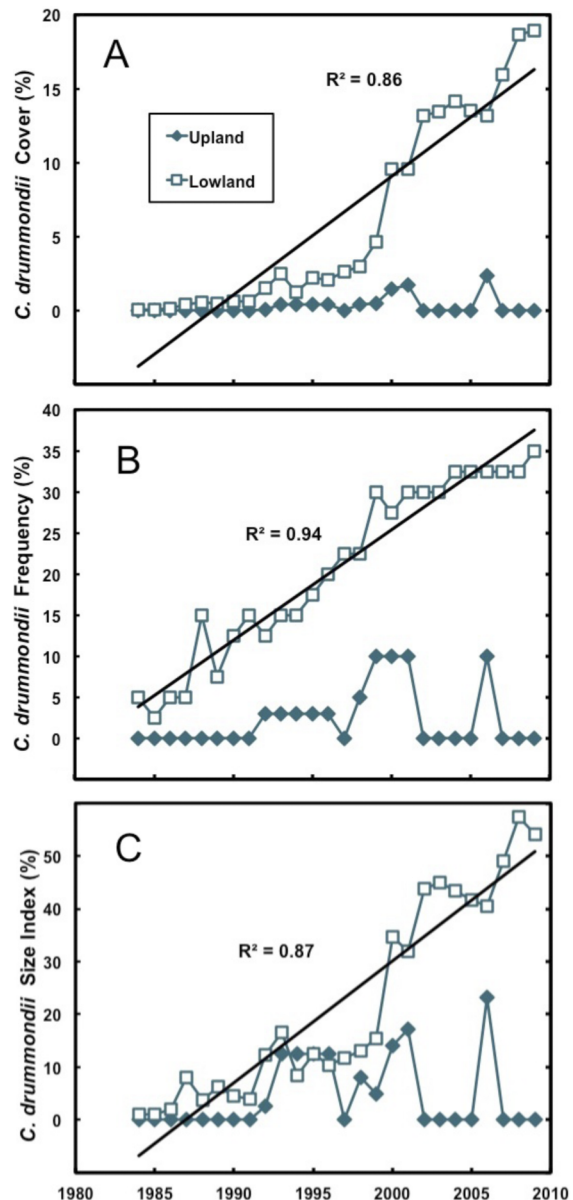 A
C. drummondii Cover (%)
20
15
10
5
0
R² = 0.86
Upland
Lowland
B
C. drummondii Frequency (%)
40
35
30
25
20
15
10
5
0
R² = 0.94
C
C. drummondii Size Index (%)
50
40
30
20
10
0
R² = 0.87
1980 1985 1990 1995 2000 2005 2010